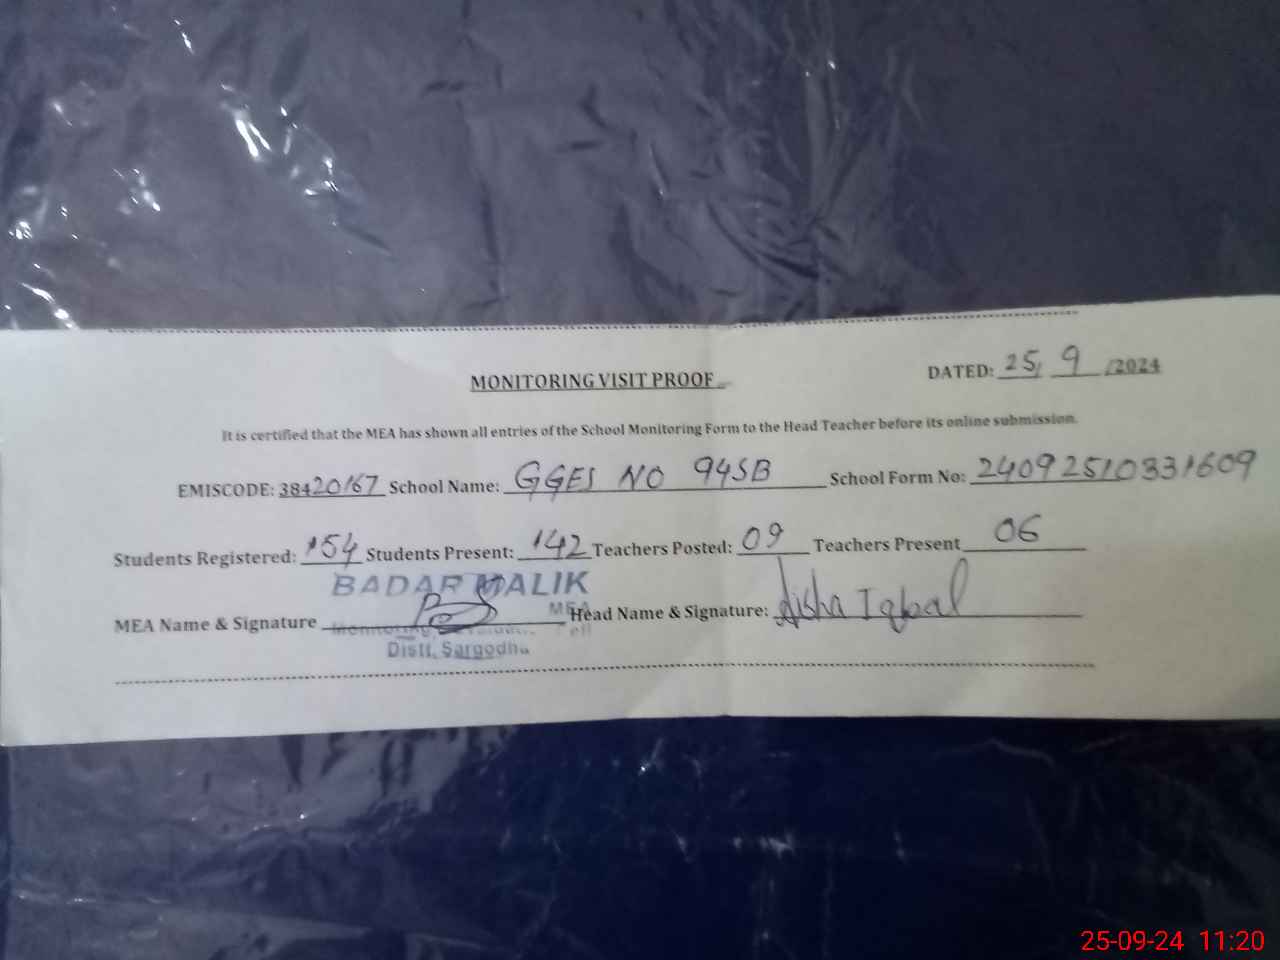 MONITORING VISIT PROOF
DATED: 25/ 9 /2024
It is certified that the MEA has shown all entries of the School Monitoring Form to the Head Teacher before its online submission.
EMISCODE: 38420167 School Name: GGES NO 94SB School Form No: 24092510331609
Students Registered: 154 Students Present: 142 Teachers Posted: 09 Teachers Present 06
BADAR MALIK
MEA
MEA Name & Signature Head Name & Signature: Aisha Iqbal
Monitoring
Distt, Sargodha
25-09-24 11:20